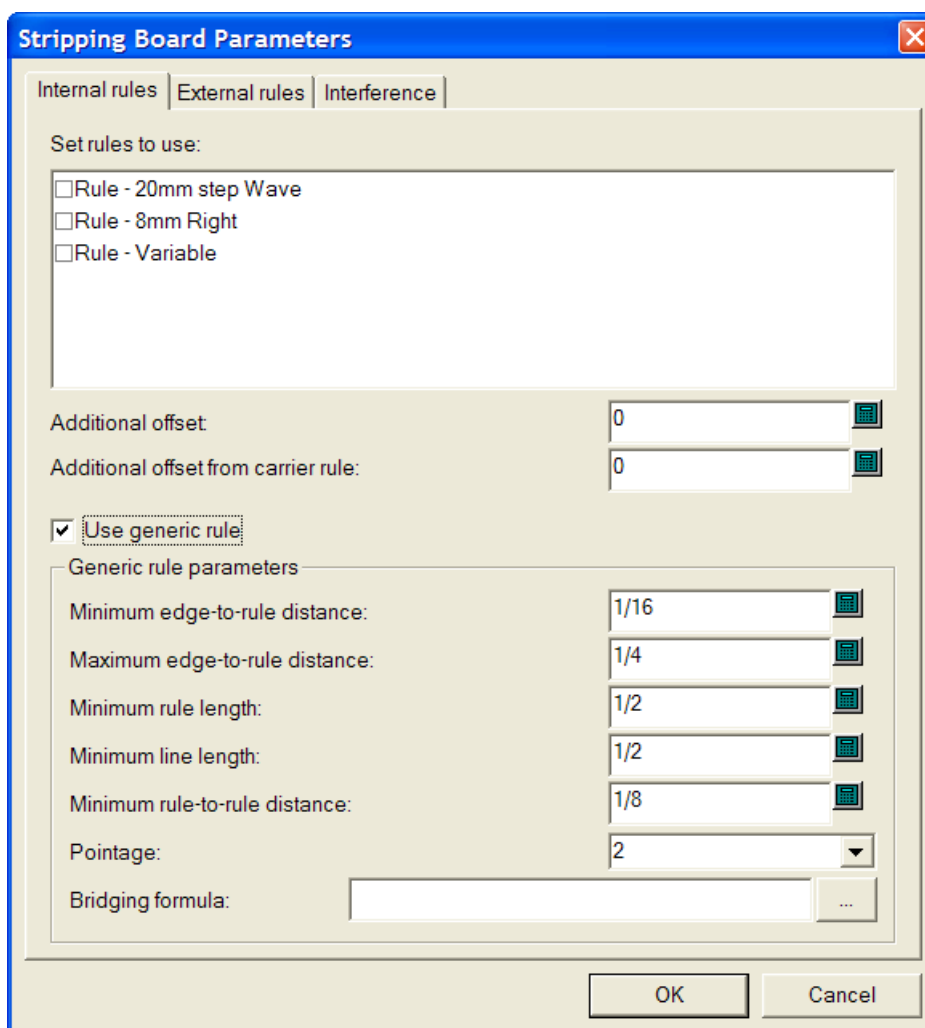 Stripping Board Parameters
Internal rules External rules Interference
Set rules to use:
Rule - 20mm step Wave
Rule - 8mm Right
Rule - Variable
Additional offset: 0
Additional offset from carrier rule: 0
Use generic rule
Generic rule parameters
Minimum edge-to-rule distance: 1/16
Maximum edge-to-rule distance: 1/4
Minimum rule length: 1/2
Minimum line length: 1/2
Minimum rule-to-rule distance: 1/8
Pointage: 2
Bridging formula: ...
OK Cancel